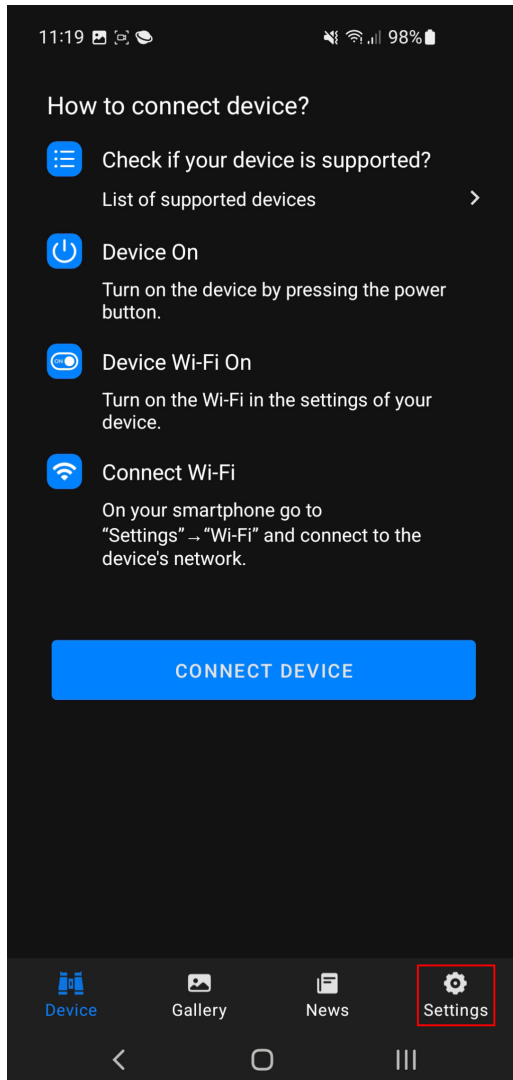 11:19 98%
How to connect device?
Check if your device is supported?
List of supported devices
Device On
Turn on the device by pressing the power
button.
ON
Device Wi-Fi On
Turn on the Wi-Fi in the settings of your
device.
Connect Wi-Fi
On your smartphone go to
“Settings”→“Wi-Fi” and connect to the
device's network.
CONNECT DEVICE
Device Gallery News Settings